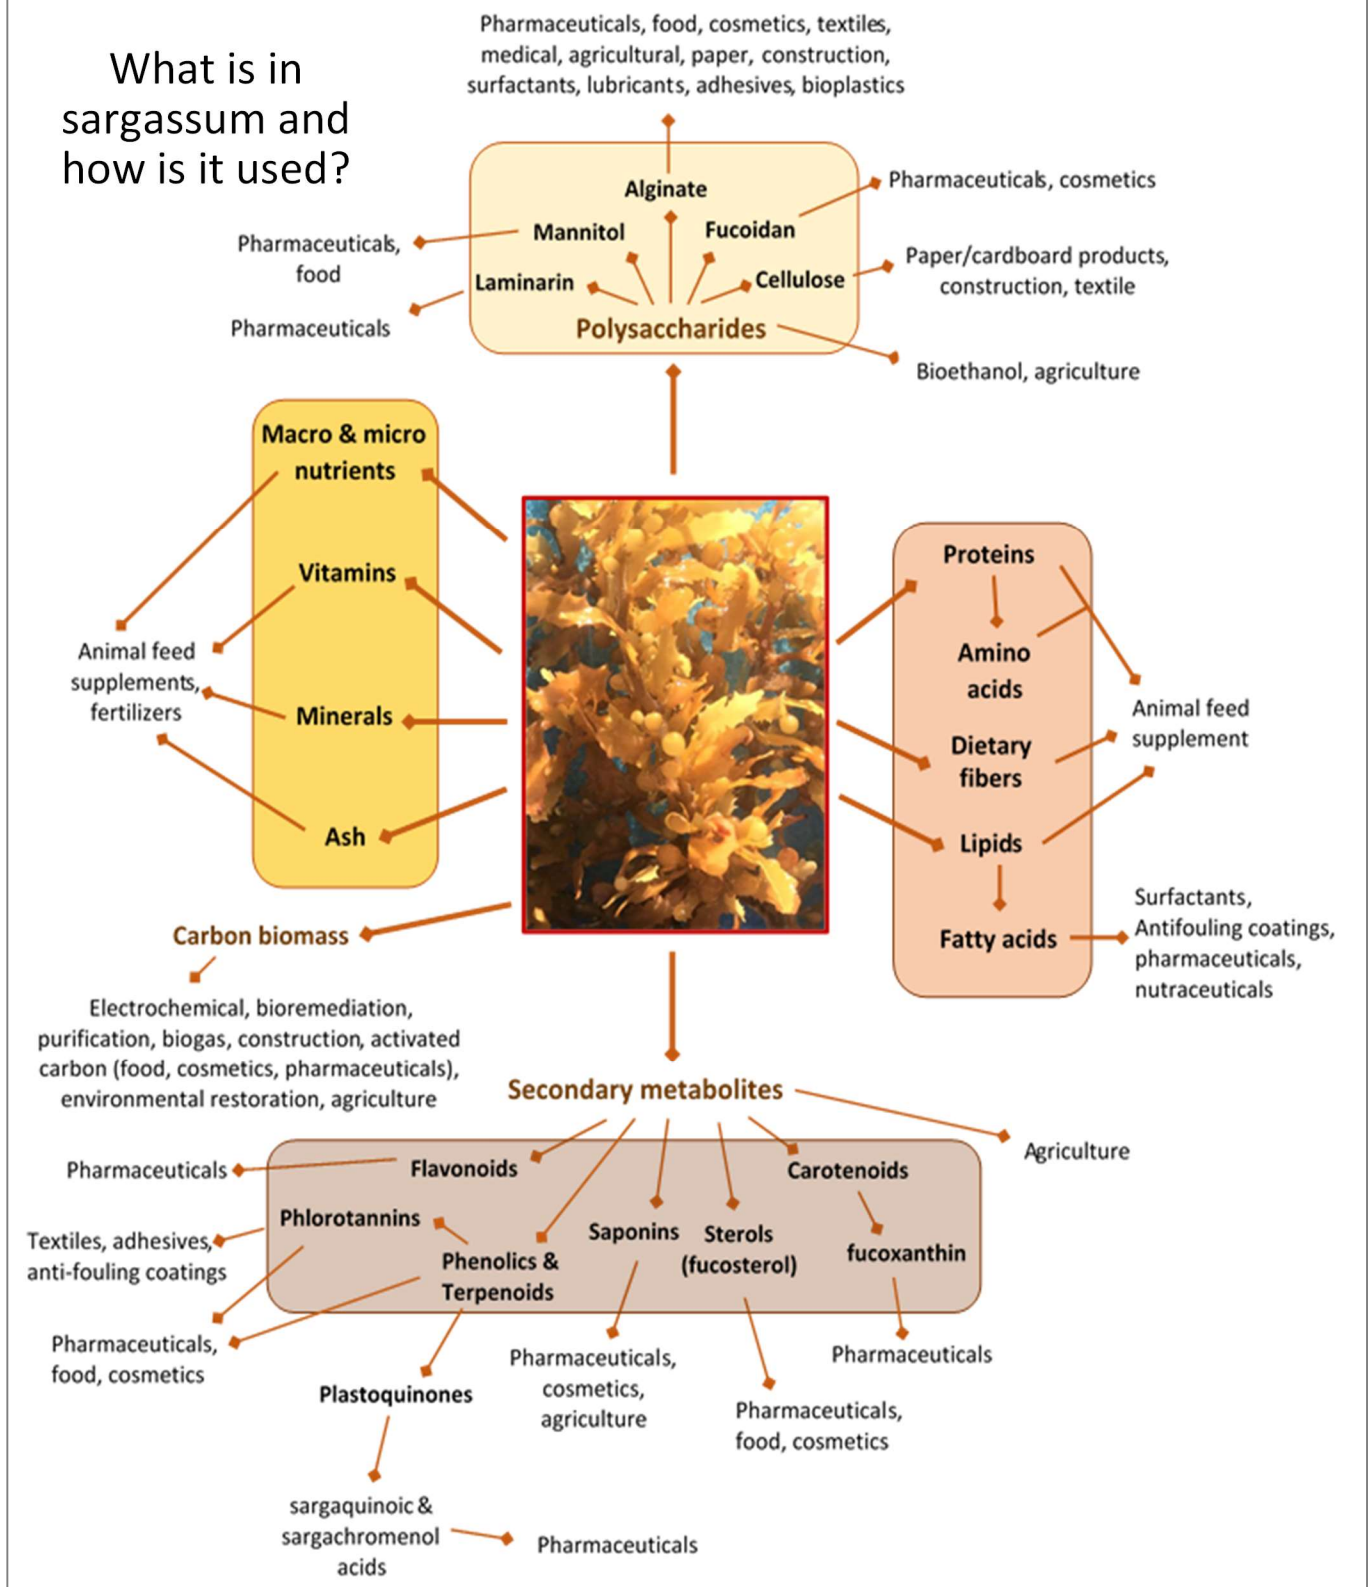 What is in
sargassum and
how is it used?
Pharmaceuticals, food, cosmetics, textiles,
medical, agricultural, paper, construction,
surfactants, lubricants, adhesives, bioplastics
Alginate
Mannitol
Fucoidan
Laminarin
Cellulose
Polysaccharides
Pharmaceuticals,
food
Pharmaceuticals
Pharmaceuticals, cosmetics
Paper/cardboard products,
construction, textile
Bioethanol, agriculture
Macro & micro
nutrients
Vitamins
Minerals
Ash
Animal feed
supplements,
fertilizers
Proteins
Amino
acids
Dietary
fibers
Lipids
Fatty acids
Animal feed
supplement
Surfactants,
Antifouling coatings,
pharmaceuticals,
nutraceuticals
Carbon biomass
Electrochemical, bioremediation,
purification, biogas, construction, activated
carbon (food, cosmetics, pharmaceuticals),
environmental restoration, agriculture
Secondary metabolites
Agriculture
Pharmaceuticals
Flavonoids
Carotenoids
Phlorotannins
Saponins
Sterols
(fucosterol)
fucoxanthin
Phenolics &
Terpenoids
Textiles, adhesives,
anti-fouling coatings
Pharmaceuticals,
food, cosmetics
Plastoquinones
Pharmaceuticals,
cosmetics,
agriculture
Pharmaceuticals
Pharmaceuticals,
food, cosmetics
sargaquinoic &
sargachromenol
acids
Pharmaceuticals